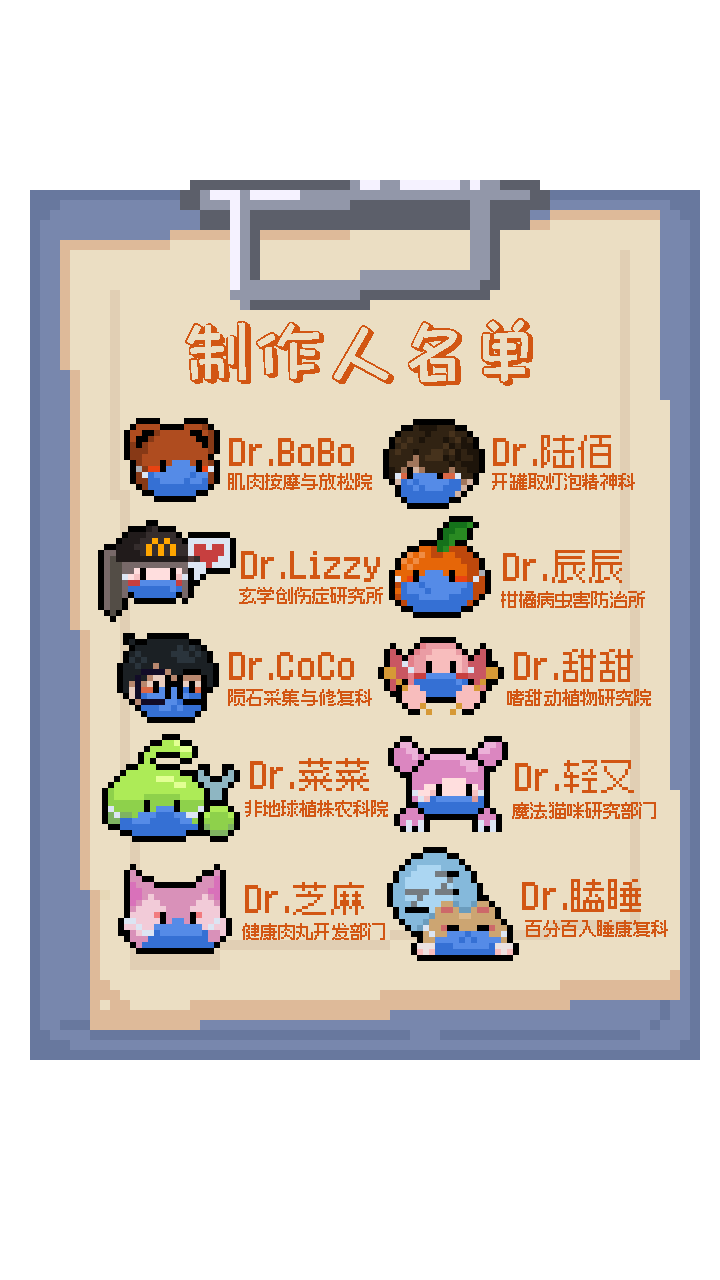 制作人名单
Dr.BoBo
肌肉按摩与放松院
Dr.陆佰
开罐取灯泡精神科
Dr.Lizzy
玄学创伤症研究所
Dr.辰辰
柑橘病虫害防治所
Dr.CoCo
陨石采集与修复科
Dr.甜甜
嗜甜动植物研究院
Dr.菜菜
非地球植株农科院
Dr.轻又
魔法猫咪研究部门
Dr.芝麻
健康肉丸开发部门
Dr.瞌睡
百分百入睡康复科